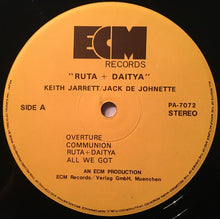 ECM
RECORDS
"RUTA + DAITYA"
KEITH JARRETT/JACK DE JOHNETTE
SIDE A
PA-7072
STEREO
OVERTURE
COMMUNION
RUTA+DAITYA
ALL WE GOT
AN ECM PRODUCTION
ECM Records/Verlag GmbH, Muenchen